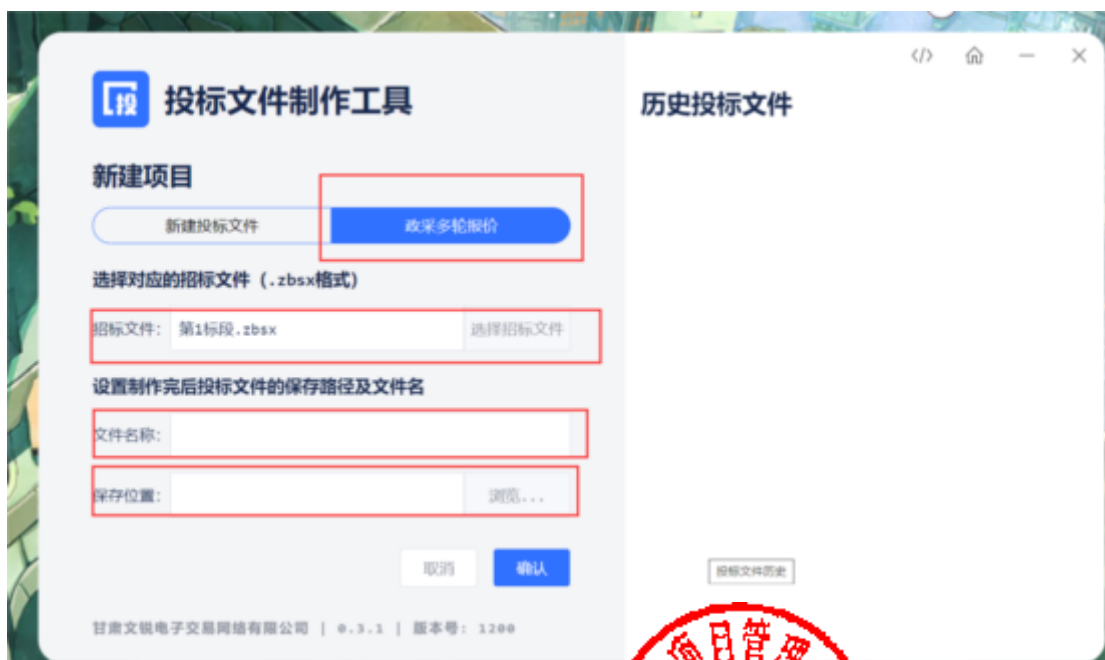 投
投标文件制作工具
历史投标文件
新建项目
新建投标文件
政采多轮报价
选择对应的招标文件（.zbsx格式）
招标文件: 第1标段.zbsx 选择招标文件
设置制作完后投标文件的保存路径及文件名
文件名称:
保存位置: 浏览...
取消 确认
投标文件历史
甘肃文锐电子交易网络有限公司 | 0.3.1 | 版本号: 1200
项目管理